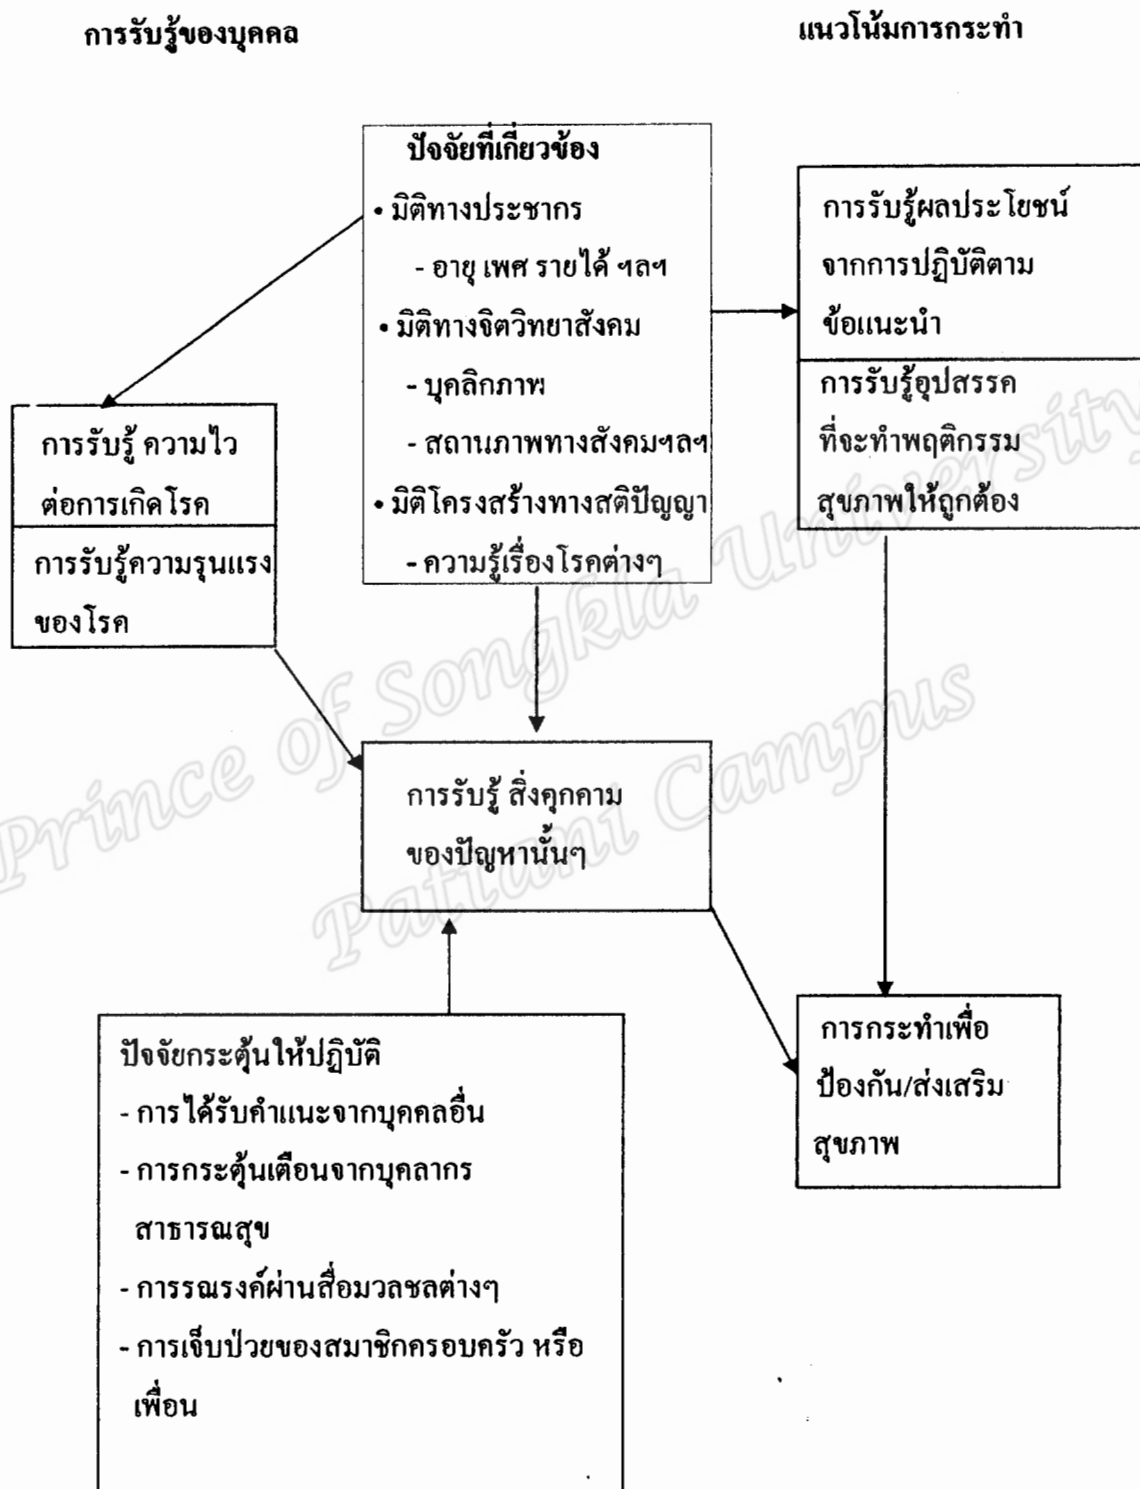 การรับรู้ของบุคคล
แนวโน้มการกระทำ
ปัจจัยที่เกี่ยวข้อง
• มิติทางประชากร
- อายุ เพศ รายได้ ฯลฯ
• มิติทางจิตวิทยาสังคม
- บุคลิกภาพ
- สถานภาพทางสังคมฯลฯ
• มิติโครงสร้างทางสติปัญญา
- ความรู้เรื่องโรคต่างๆ
การรับรู้ผลประโยชน์
จากการปฏิบัติตาม
ข้อแนะนำ
การรับรู้อุปสรรค
ที่จะทำพฤติกรรม
สุขภาพให้ถูกต้อง
การรับรู้ ความไว
ต่อการเกิดโรค
การรับรู้ความรุนแรง
ของโรค
การรับรู้ สิ่งคุกคาม
ของปัญหานั้นๆ
ปัจจัยกระตุ้นให้ปฏิบัติ
- การได้รับคำแนะจากบุคคลอื่น
- การกระตุ้นเตือนจากบุคลากร
สาธารณสุข
- การรณรงค์ผ่านสื่อมวลชลต่างๆ
- การเจ็บป่วยของสมาชิกครอบครัว หรือ
เพื่อน
การกระทำเพื่อ
ป้องกัน/ส่งเสริม
สุขภาพ
Prince of Songkla University
Pattani Campus